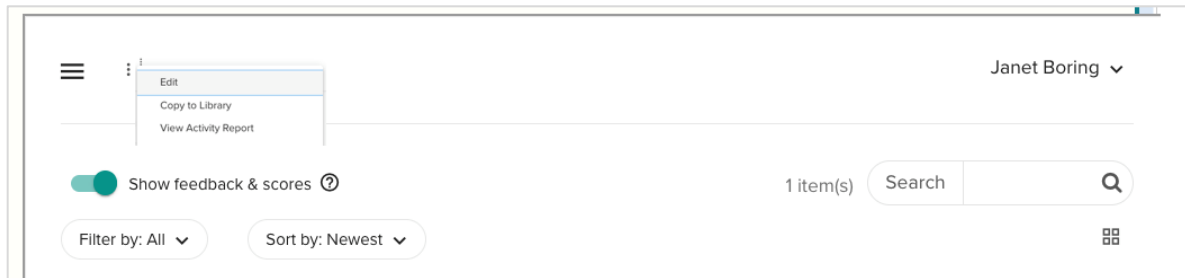 Edit
Copy to Library
View Activity Report
Janet Boring
Show feedback & scores
1 item(s)
Search
Filter by: All
Sort by: Newest